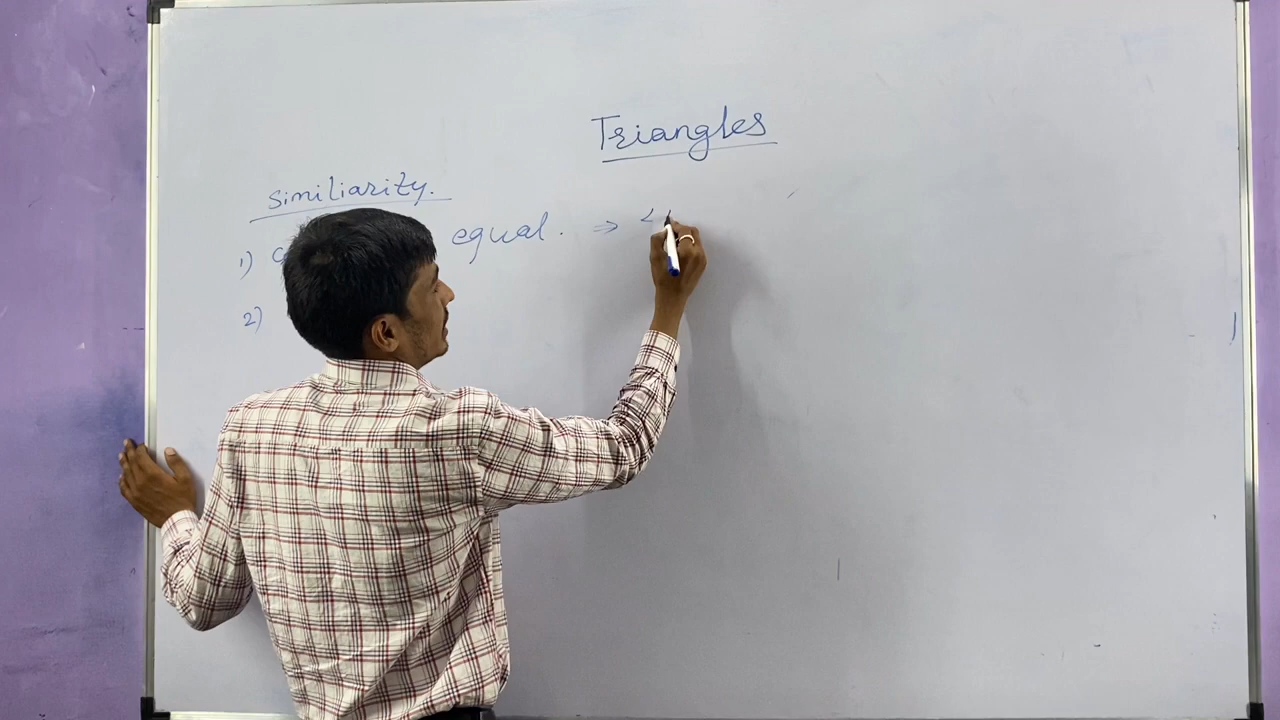 Triangles
Similiarity.
1) equal. ⇒ <
2)